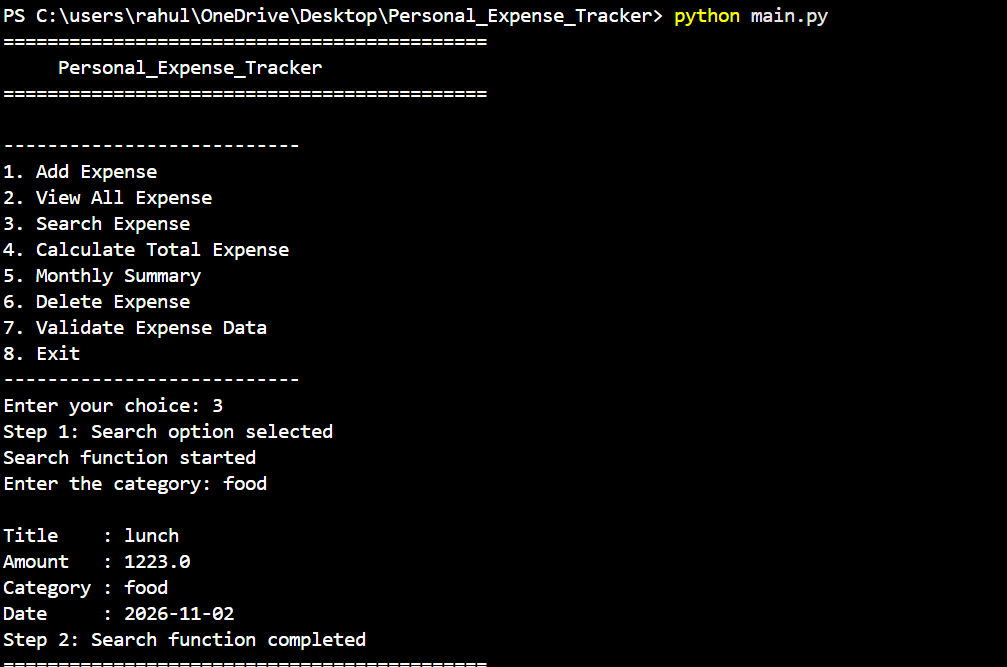 PS C:\users\rahul\OneDrive\Desktop\Personal_Expense_Tracker> python main.py
============================================
     Personal_Expense_Tracker
============================================

---------------------------
1. Add Expense
2. View All Expense
3. Search Expense
4. Calculate Total Expense
5. Monthly Summary
6. Delete Expense
7. Validate Expense Data
8. Exit
---------------------------
Enter your choice: 3
Step 1: Search option selected
Search function started
Enter the category: food

Title    : lunch
Amount   : 1223.0
Category : food
Date     : 2026-11-02
Step 2: Search function completed
============================================